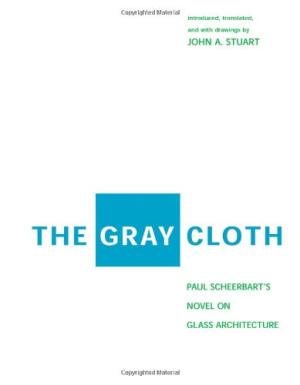 Copyrighted Material
introduced, translated,
and with drawings by
JOHN A. STUART
THE GRAY CLOTH
PAUL SCHEERBART'S
NOVEL ON
GLASS ARCHITECTURE
Copyrighted Material